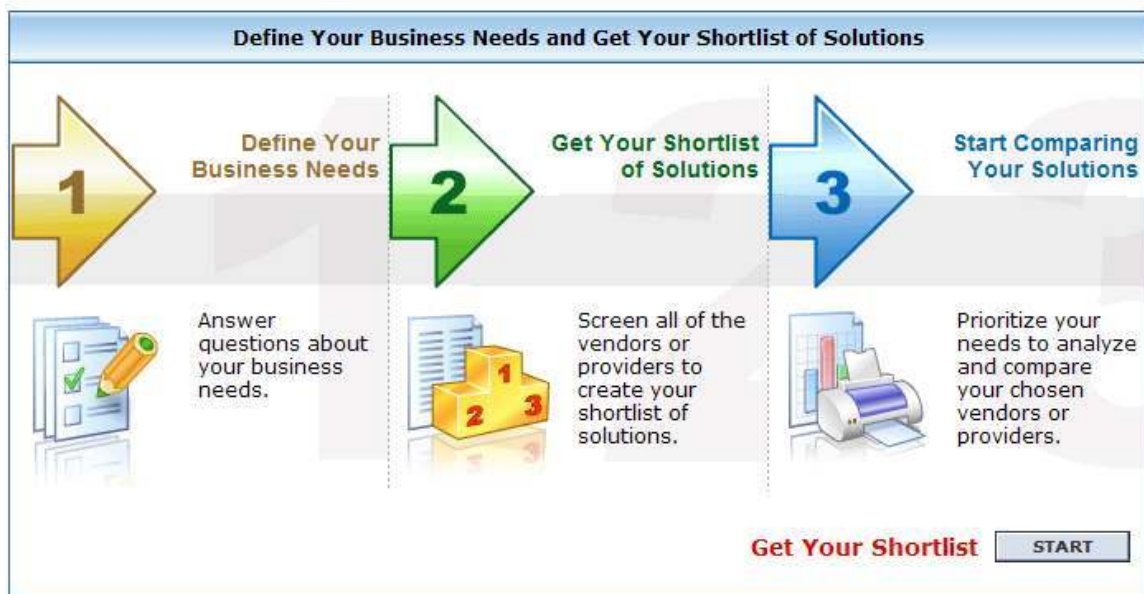 Define Your Business Needs and Get Your Shortlist of Solutions
1
Define Your
Business Needs
Answer
questions about
your business
needs.
2
Get Your Shortlist
of Solutions
1
2
3
Screen all of the
vendors or
providers to
create your
shortlist of
solutions.
3
Start Comparing
Your Solutions
Prioritize your
needs to analyze
and compare
your chosen
vendors or
providers.
Get Your Shortlist
START